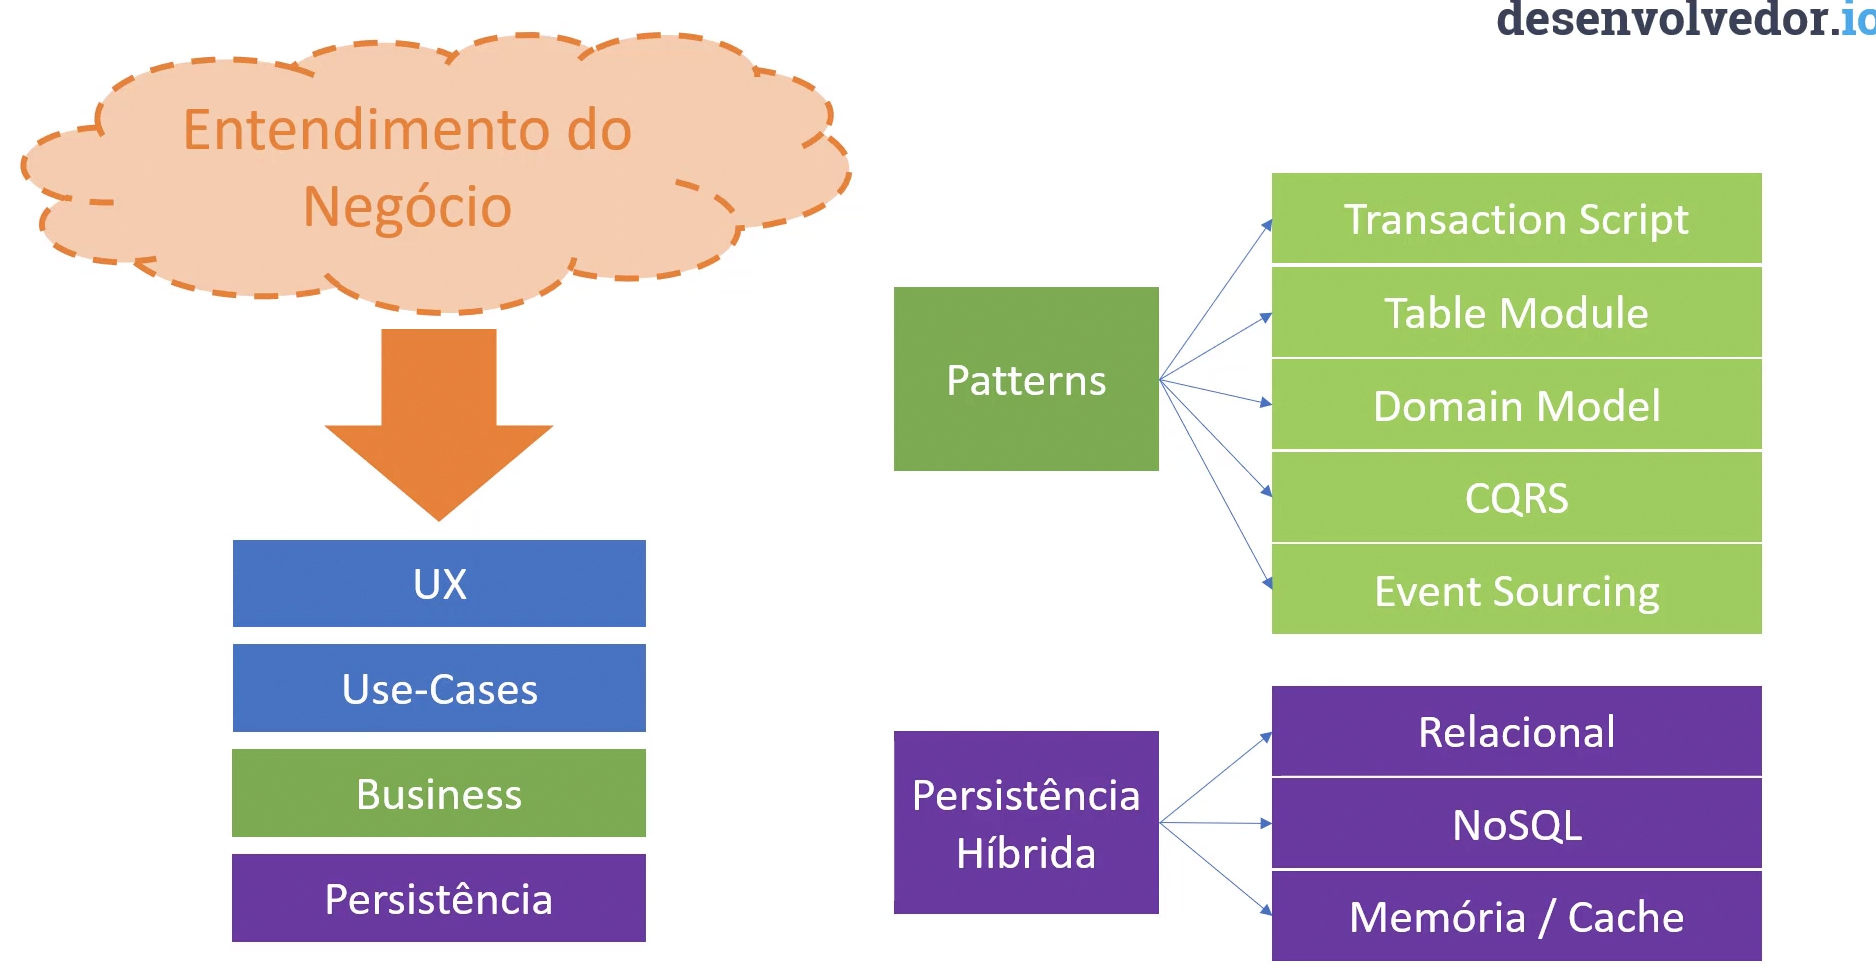 desenvolvedor.io
Entendimento do
Negócio
UX
Use-Cases
Business
Persistência
Patterns
Transaction Script
Table Module
Domain Model
CQRS
Event Sourcing
Persistência
Híbrida
Relacional
NoSQL
Memória / Cache